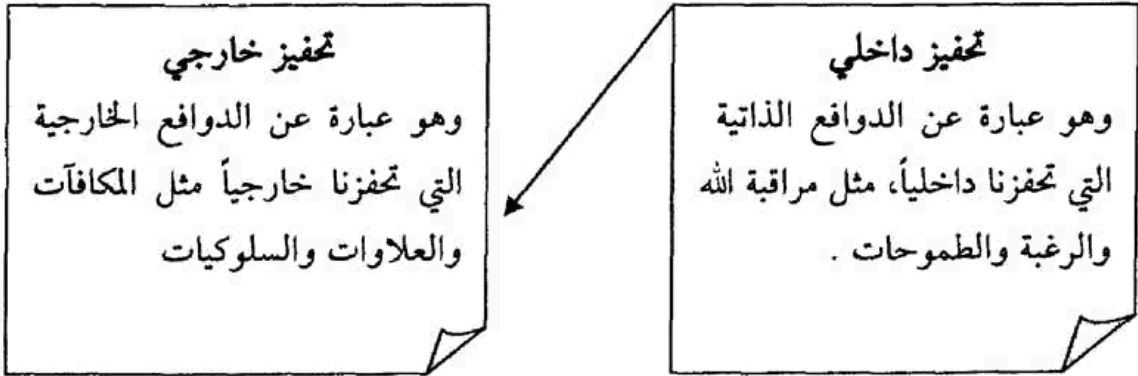 تحفيز داخلي
وهو عبارة عن الدوافع الذاتية
التي تحفزنا داخلياً، مثل مراقبة الله
والرغبة والطموحات .
تحفيز خارجي
وهو عبارة عن الدوافع الخارجية
التي تحفزنا خارجياً مثل المكافآت
والعلاوات والسلوكيات